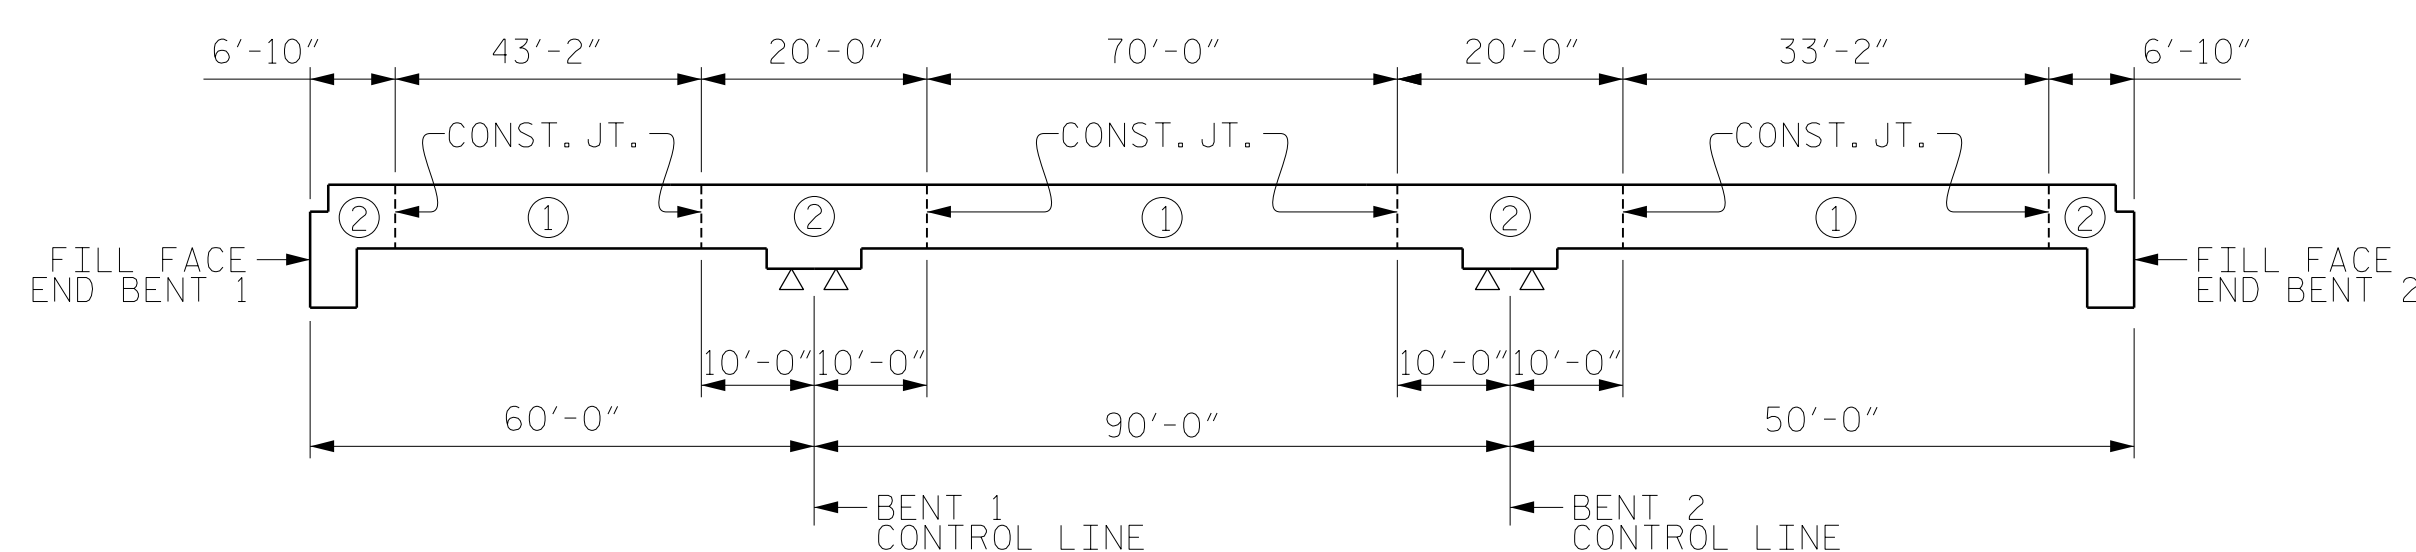 6'-10" 43'-2" 20'-0" 70'-0" 20'-0" 33'-2" 6'-10"
CONST. JT. CONST. JT. CONST. JT.
2 1 2 1 2 1 2
FILL FACE
END BENT 1
FILL FACE
END BENT 2
10'-0" 10'-0" 10'-0" 10'-0"
60'-0" 90'-0" 50'-0"
BENT 1
CONTROL LINE
BENT 2
CONTROL LINE